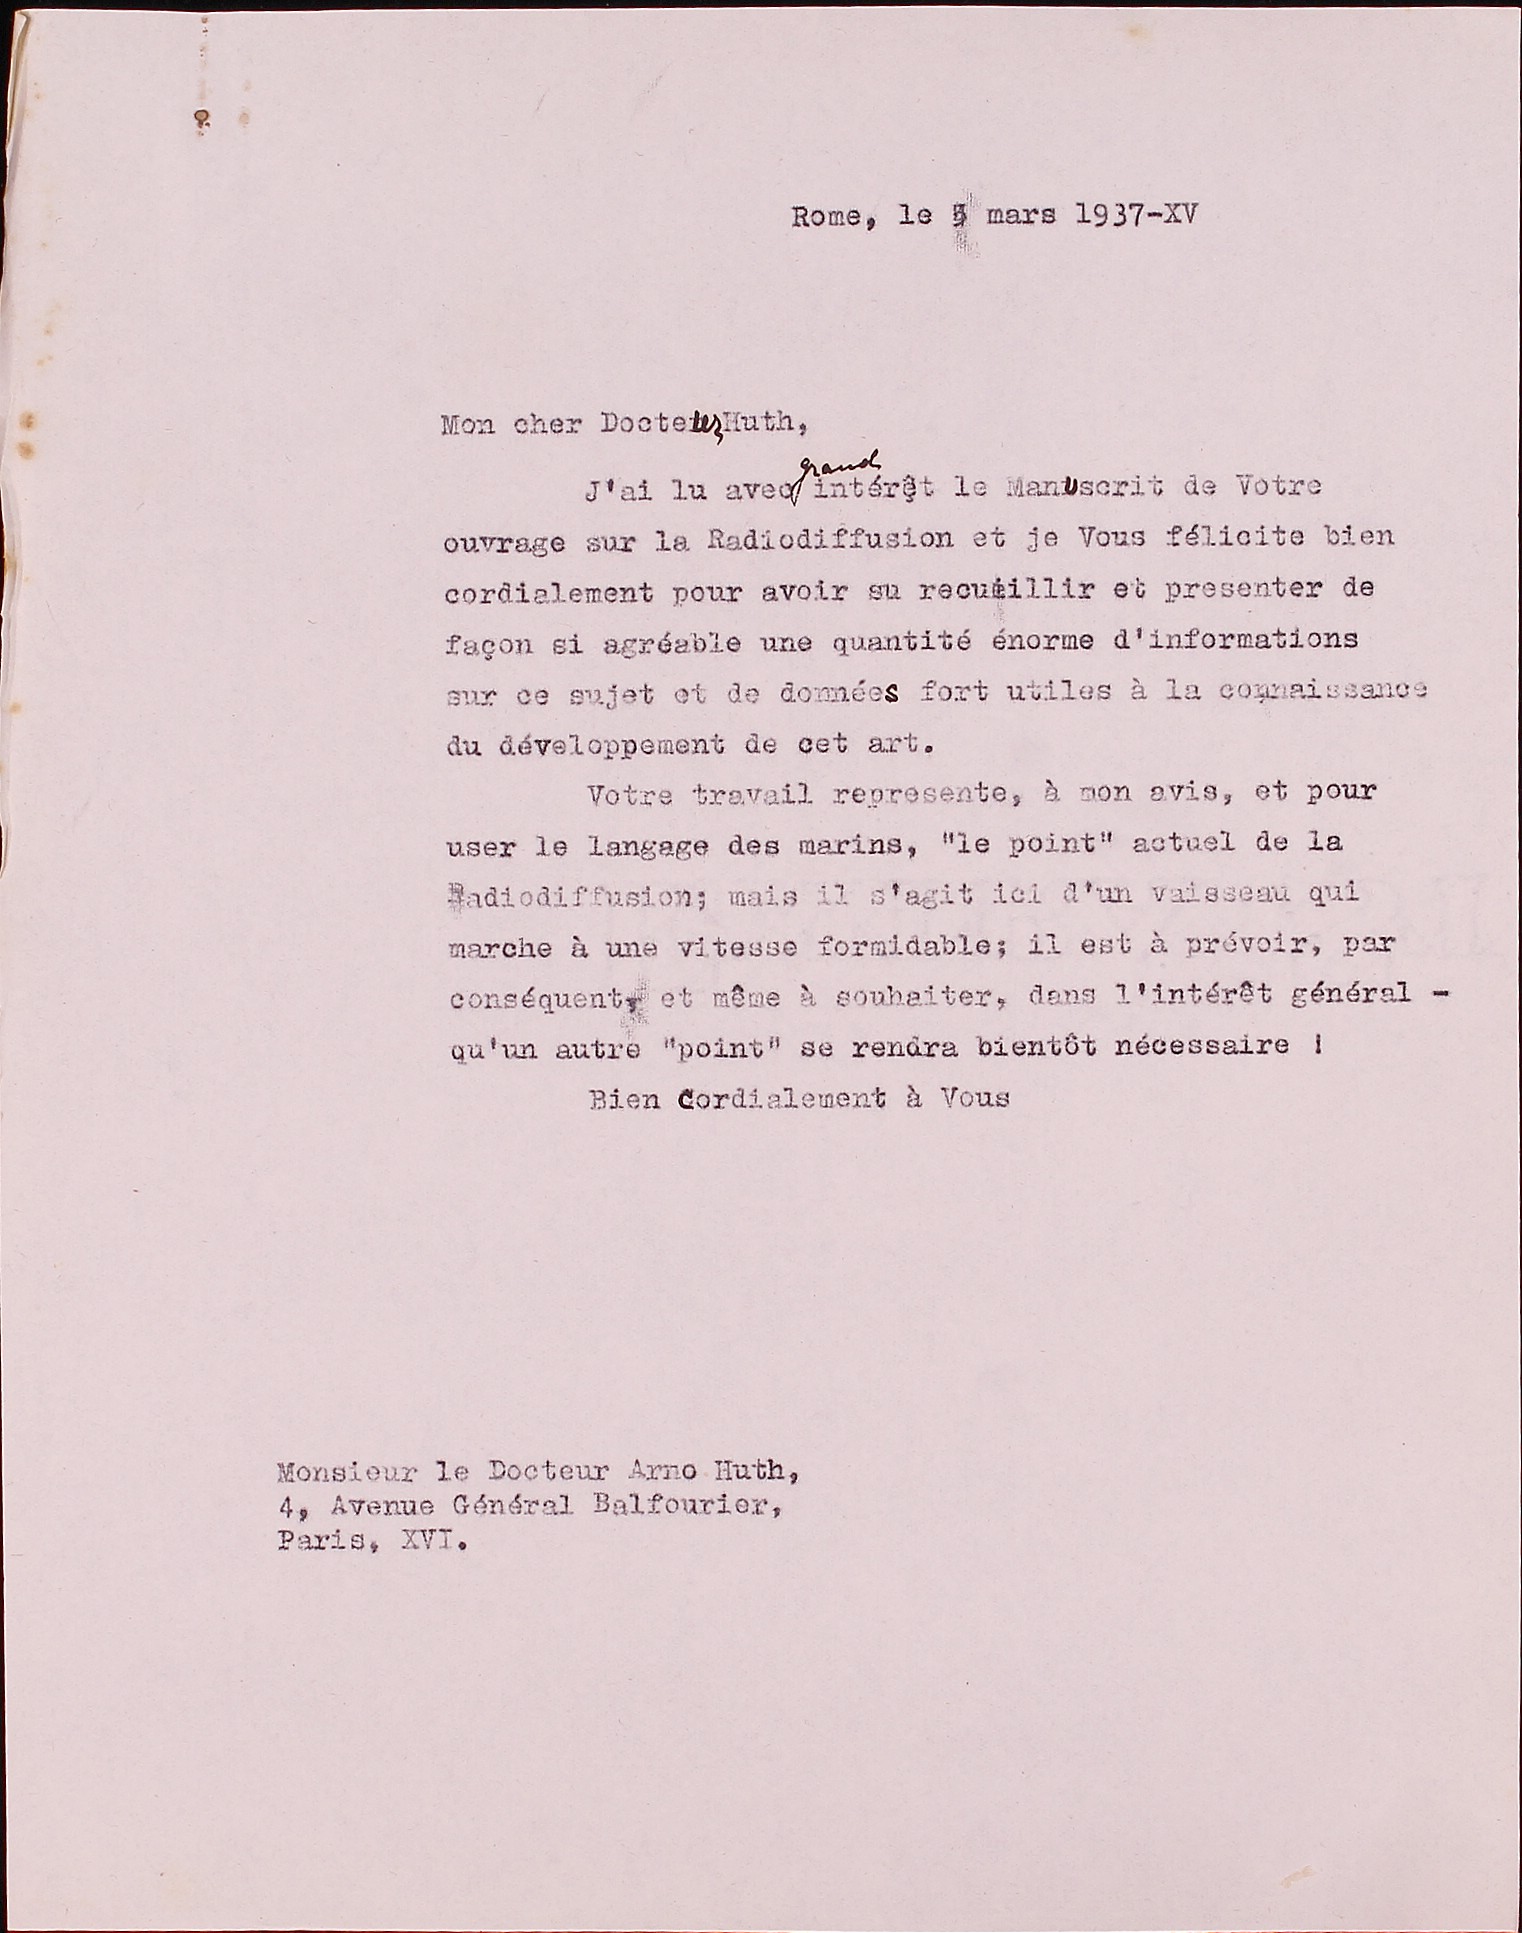 Rome, le mars 1937-XV
Mon cher Docteur Huth,
grand
J'ai lu avec intérêt le Manuscrit de Votre
ouvrage sur la Radiodiffusion et je Vous félicite bien
cordialement pour avoir su recueillir et presenter de
façon si agréable une quantité énorme d'informations
sur ce sujet et de données fort utiles à la connaissance
du développement de cet art.
Votre travail represente, à mon avis, et pour
user le langage des marins, "le point" actuel de la
Radiodiffusion; mais il s'agit ici d'un vaisseau qui
marche à une vitesse formidable; il est à prévoir, par
conséquent, et même à souhaiter, dans l'intérêt général -
qu'un autre "point" se rendra bientôt nécessaire !
Bien Cordialement à Vous
Monsieur le Docteur Arno Huth,
4, Avenue Général Balfourier,
Paris, XVI.